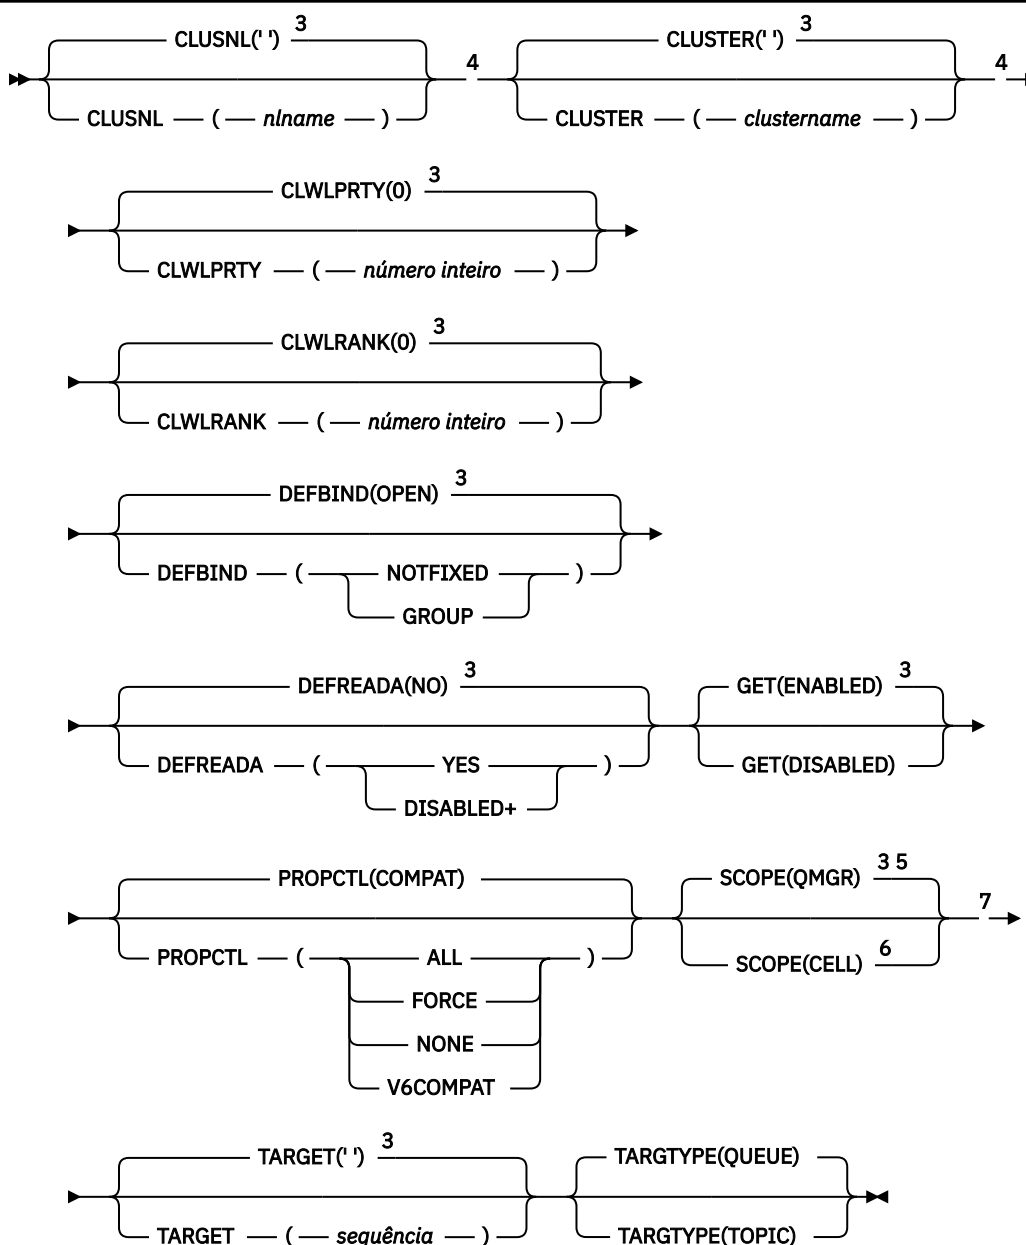 CLUSNL(' ') 3 CLUSTER(' ') 3
4 4
CLUSNL ( nlname ) CLUSTER ( clustername )
CLWLPRTY(0) 3
CLWLPRTY ( número inteiro )
CLWLRANK(0) 3
CLWLRANK ( número inteiro )
DEFBIND(OPEN) 3
DEFBIND ( NOTFIXED )
GROUP
DEFREADA(NO) 3 GET(ENABLED) 3
DEFREADA ( YES ) GET(DISABLED)
DISABLED+
PROPCTL(COMPAT) SCOPE(QMGR) 3 5
7
PROPCTL ( ALL ) SCOPE(CELL) 6
FORCE
NONE
V6COMPAT
TARGET(' ') 3 TARGTYPE(QUEUE)
TARGET ( sequência ) TARGTYPE(TOPIC)